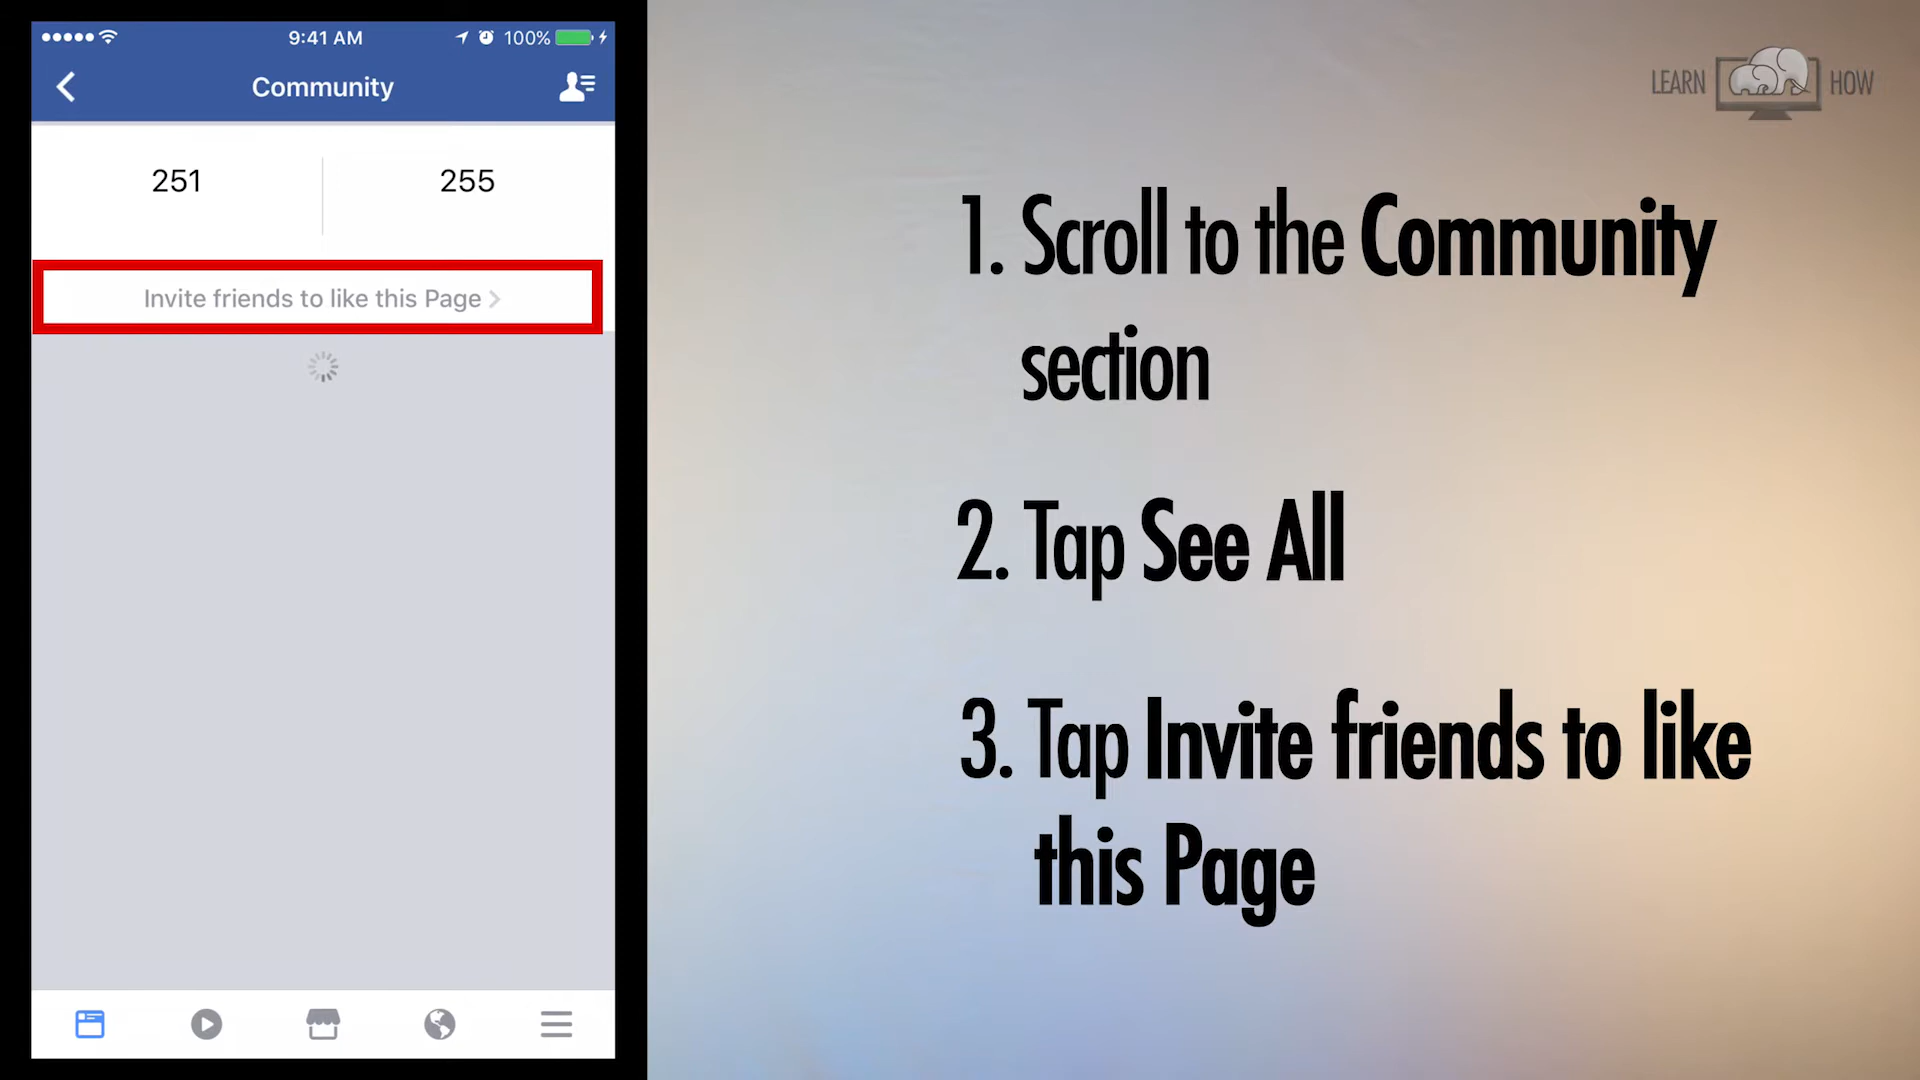 9:41 AM
100%
Community
251
255
Invite friends to like this Page
LEARN HOW
1. Scroll to the Community
section
2. Tap See All
3. Tap Invite friends to like
this Page